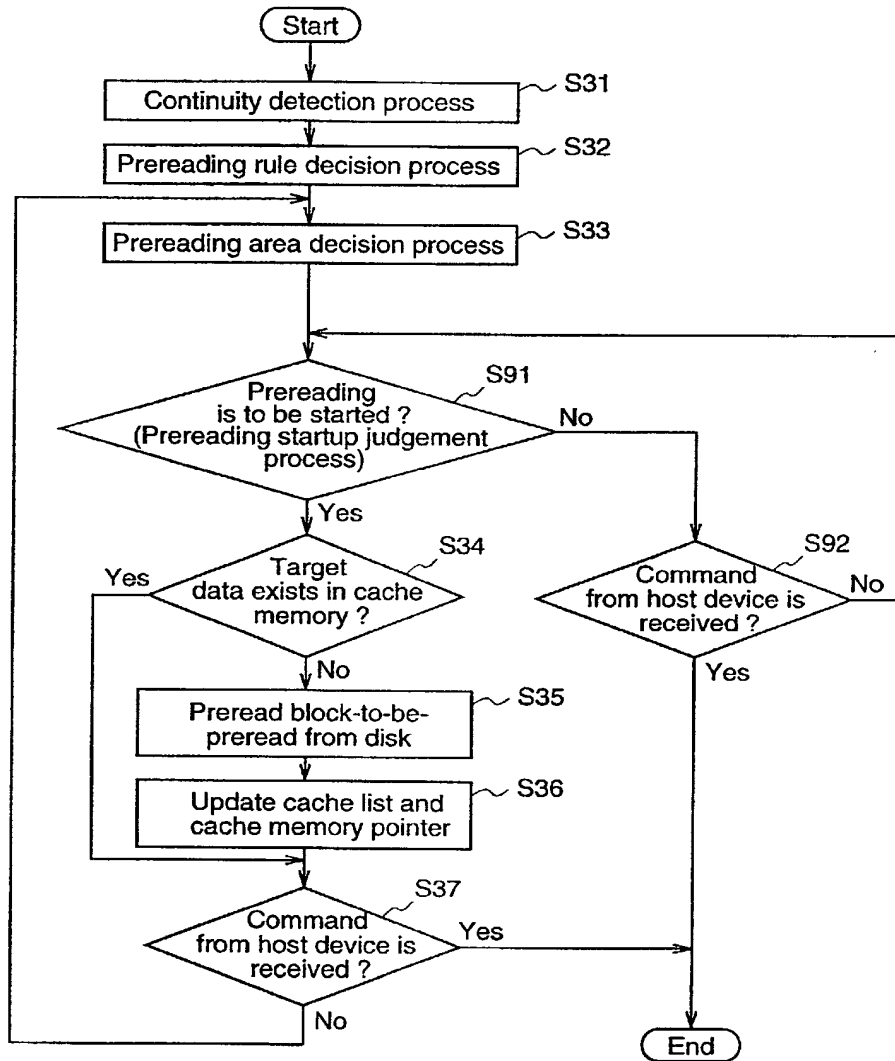 Start
Continuity detection process
S31
Prereading rule decision process
S32
Prereading area decision process
S33
Prereading
is to be started ?
(Prereading startup judgement
process)
S91
No
Yes
Target
data exists in cache
memory ?
S34
Yes
No
Command
from host device is
received ?
S92
No
Yes
Preread block-to-be-
preread from disk
S35
Update cache list and
cache memory pointer
S36
Command
from host device is
received ?
S37
Yes
No
End